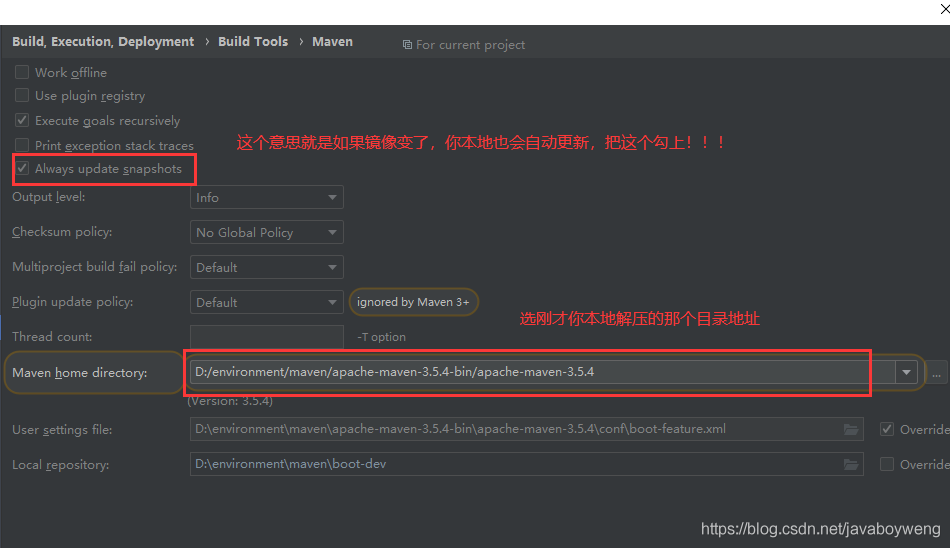 Build, Execution, Deployment › Build Tools › Maven For current project
Work offline
Use plugin registry
Execute goals recursively
Print exception stack traces
这个意思就是如果镜像变了，你本地也会自动更新，把这个勾上！！！
Always update snapshots
Output level: Info
Checksum policy: No Global Policy
Multiproject build fail policy: Default
Plugin update policy: Default ignored by Maven 3+
选刚才你本地解压的那个目录地址
Thread count: -T option
Maven home directory: D:/environment/maven/apache-maven-3.5.4-bin/apache-maven-3.5.4 ...
(Version: 3.5.4)
User settings file: D:\environment\maven\apache-maven-3.5.4-bin\apache-maven-3.5.4\conf\boot-feature.xml Override
Local repository: D:\environment\maven\boot-dev Override
https://blog.csdn.net/javaboyweng